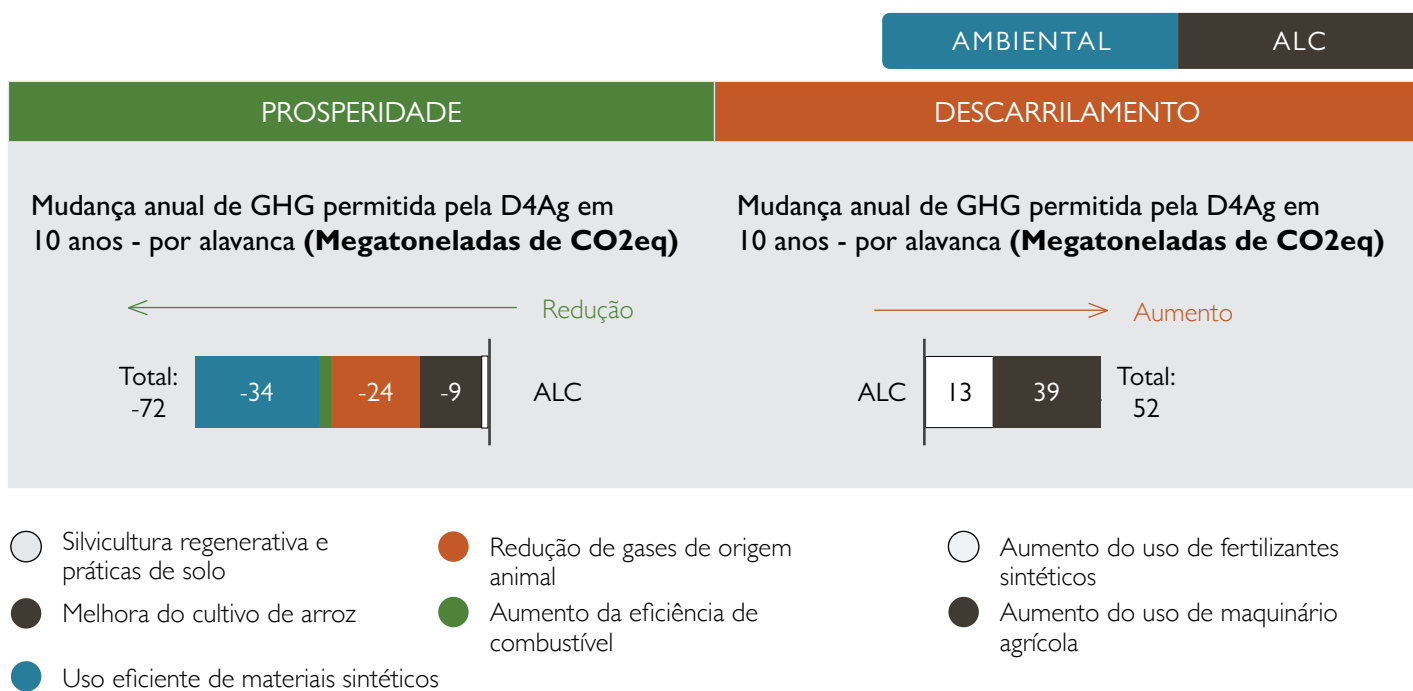 AMBIENTAL
ALC
PROSPERIDADE
DESCARRILAMENTO
Mudança anual de GHG permitida pela D4Ag em
10 anos - por alavanca (Megatoneladas de CO2eq)
Redução
Total:
-72
-34
-24
-9
ALC
Mudança anual de GHG permitida pela D4Ag em
10 anos - por alavanca (Megatoneladas de CO2eq)
Aumento
ALC
13
39
Total:
52
Silvicultura regenerativa e
práticas de solo
Melhora do cultivo de arroz
Uso eficiente de materiais sintéticos
Redução de gases de origem
animal
Aumento da eficiência de
combustível
Aumento do uso de fertilizantes
sintéticos
Aumento do uso de maquinário
agrícola